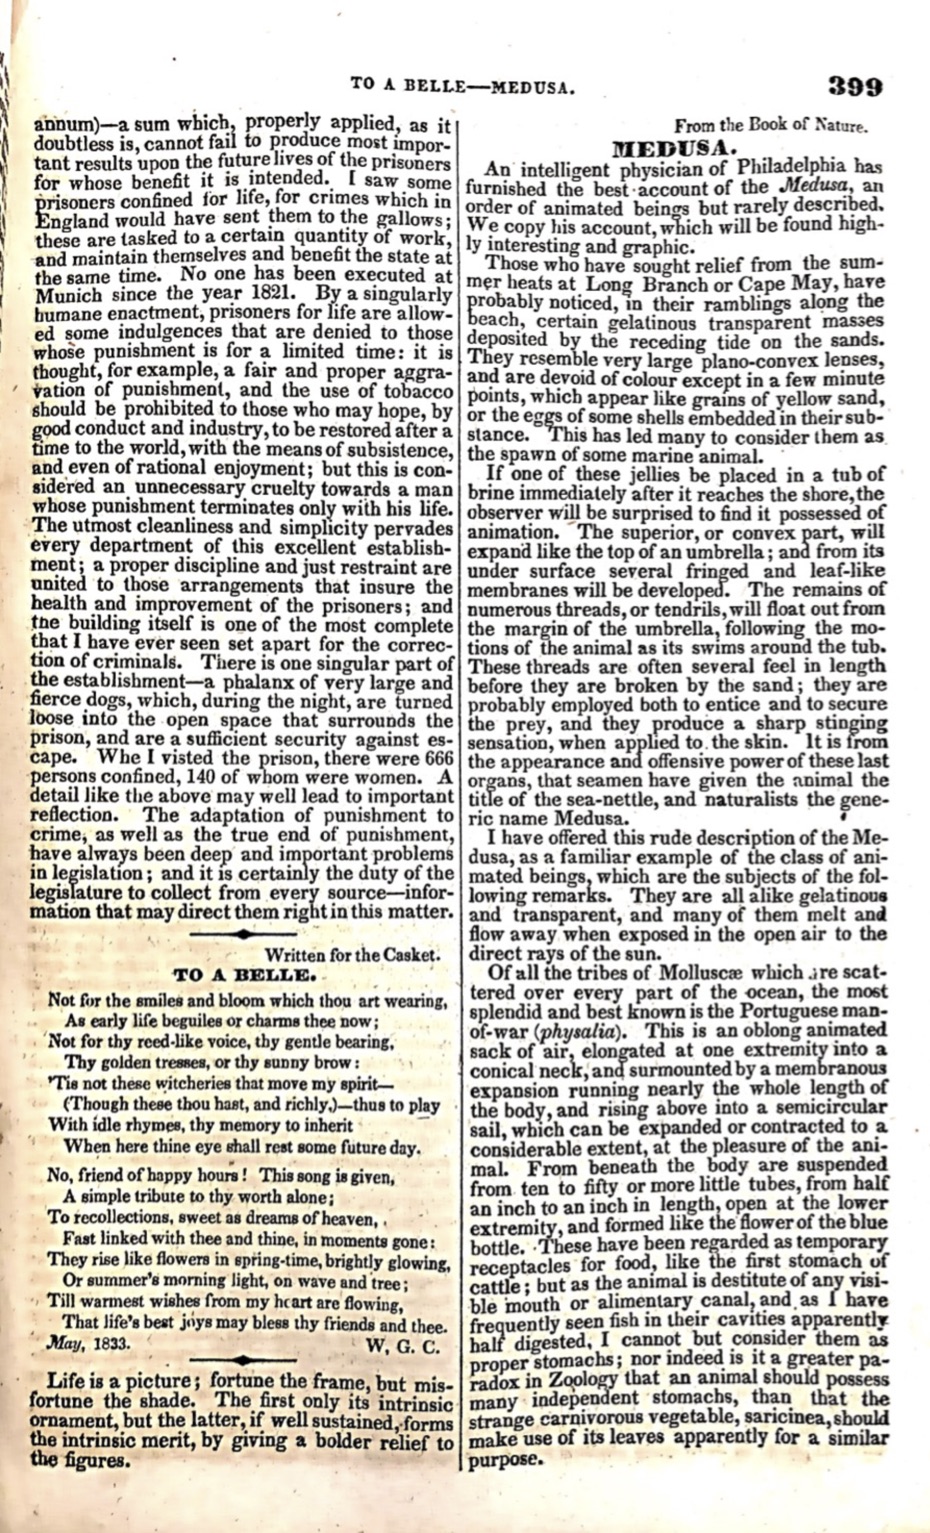 TO A BELLE—MEDUSA.
399
annum)—a sum which, properly applied, as it
doubtless is, cannot fail to produce most impor-
tant results upon the future lives of the prisoners
for whose benefit it is intended. I saw some
prisoners confined for life, for crimes which in
England would have sent them to the gallows;
these are tasked to a certain quantity of work,
and maintain themselves and benefit the state at
the same time. No one has been executed at
Munich since the year 1821. By a singularly
humane enactment, prisoners for life are allow-
ed some indulgences that are denied to those
whose punishment is for a limited time: it is
thought, for example, a fair and proper aggra-
vation of punishment, and the use of tobacco
should be prohibited to those who may hope, by
good conduct and industry, to be restored after a
time to the world, with the means of subsistence,
and even of rational enjoyment; but this is con-
sidered an unnecessary cruelty towards a man
whose punishment terminates only with his life.
The utmost cleanliness and simplicity pervades
every department of this excellent establish-
ment; a proper discipline and just restraint are
united to those arrangements that insure the
health and improvement of the prisoners; and
the building itself is one of the most complete
that I have ever seen set apart for the correc-
tion of criminals. There is one singular part of
the establishment—a phalanx of very large and
fierce dogs, which, during the night, are turned
loose into the open space that surrounds the
prison, and are a sufficient security against es-
cape. Whe I visted the prison, there were 666
persons confined, 140 of whom were women. A
detail like the above may well lead to important
reflection. The adaptation of punishment to
crime, as well as the true end of punishment,
have always been deep and important problems
in legislation; and it is certainly the duty of the
legislature to collect from every source—infor-
mation that may direct them right in this matter.
Written for the Casket.
TO A BELLE.
Not for the smiles and bloom which thou art wearing,
As early life beguiles or charms thee now;
Not for thy reed-like voice, thy gentle bearing,
Thy golden tresses, or thy sunny brow:
'Tis not these witcheries that move my spirit—
(Though these thou hast, and richly,)—thus to play
With idle rhymes, thy memory to inherit
When here thine eye shall rest some future day.
No, friend of happy hours! This song is given,
A simple tribute to thy worth alone;
To recollections, sweet as dreams of heaven,
Fast linked with thee and thine, in moments gone:
They rise like flowers in spring-time, brightly glowing,
Or summer's morning light, on wave and tree;
Till warmest wishes from my heart are flowing,
That life's best joys may bless thy friends and thee.
May, 1833. W. G. C.
Life is a picture; fortune the frame, but mis-
fortune the shade. The first only its intrinsic
ornament, but the latter, if well sustained, forms
the intrinsic merit, by giving a bolder relief to
the figures.
From the Book of Nature.
MEDUSA.
An intelligent physician of Philadelphia has
furnished the best account of the Medusa, an
order of animated beings but rarely described.
We copy his account, which will be found high-
ly interesting and graphic.
Those who have sought relief from the sum-
mer heats at Long Branch or Cape May, have
probably noticed, in their ramblings along the
beach, certain gelatinous transparent masses
deposited by the receding tide on the sands.
They resemble very large plano-convex lenses,
and are devoid of colour except in a few minute
points, which appear like grains of yellow sand,
or the eggs of some shells embedded in their sub-
stance. This has led many to consider them as
the spawn of some marine animal.
If one of these jellies be placed in a tub of
brine immediately after it reaches the shore, the
observer will be surprised to find it possessed of
animation. The superior, or convex part, will
expand like the top of an umbrella; and from its
under surface several fringed and leaf-like
membranes will be developed. The remains of
numerous threads, or tendrils, will float out from
the margin of the umbrella, following the mo-
tions of the animal as its swims around the tub.
These threads are often several feel in length
before they are broken by the sand; they are
probably employed both to entice and to secure
the prey, and they produce a sharp stinging
sensation, when applied to the skin. It is from
the appearance and offensive power of these last
organs, that seamen have given the animal the
title of the sea-nettle, and naturalists the gene-
ric name Medusa.
I have offered this rude description of the Me-
dusa, as a familiar example of the class of ani-
mated beings, which are the subjects of the fol-
lowing remarks. They are all alike gelatinous
and transparent, and many of them melt and
flow away when exposed in the open air to the
direct rays of the sun.
Of all the tribes of Molluscæ which are scat-
tered over every part of the ocean, the most
splendid and best known is the Portuguese man-
of-war (physalia). This is an oblong animated
sack of air, elongated at one extremity into a
conical neck, and surmounted by a membranous
expansion running nearly the whole length of
the body, and rising above into a semicircular
sail, which can be expanded or contracted to a
considerable extent, at the pleasure of the ani-
mal. From beneath the body are suspended
from ten to fifty or more little tubes, from half
an inch to an inch in length, open at the lower
extremity, and formed like the flower of the blue
bottle. These have been regarded as temporary
receptacles for food, like the first stomach of
cattle; but as the animal is destitute of any visi-
ble mouth or alimentary canal, and as I have
frequently seen fish in their cavities apparently
half digested, I cannot but consider them as
proper stomachs; nor indeed is it a greater pa-
radox in Zoology that an animal should possess
many independent stomachs, than that the
strange carnivorous vegetable, saricinea, should
make use of its leaves apparently for a similar
purpose.